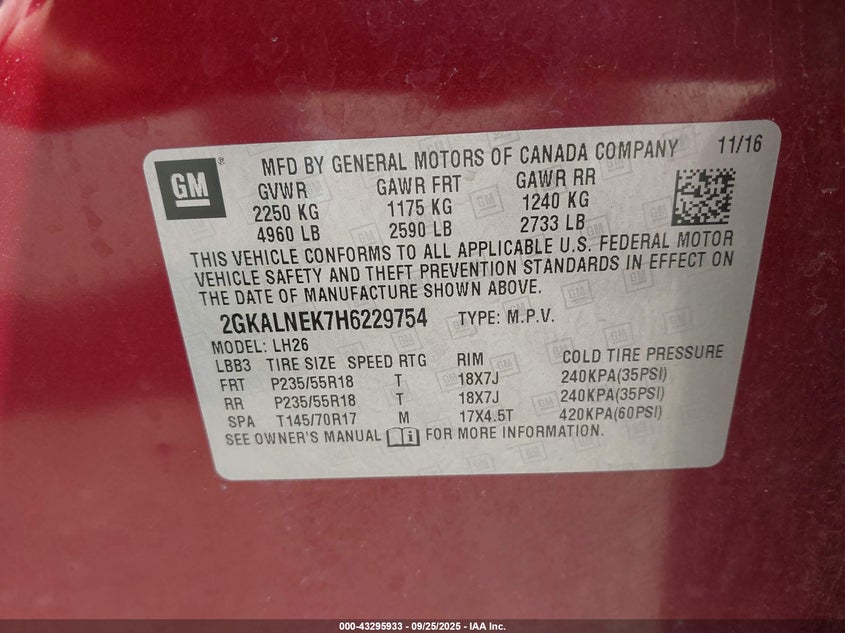 GM
MFD BY GENERAL MOTORS OF CANADA COMPANY 11/16
GVWR GAWR FRT GAWR RR
2250 KG 1175 KG 1240 KG
4960 LB 2590 LB 2733 LB
THIS VEHICLE CONFORMS TO ALL APPLICABLE U.S. FEDERAL MOTOR
VEHICLE SAFETY AND THEFT PREVENTION STANDARDS IN EFFECT ON
THE DATE OF MANUFACTURE SHOWN ABOVE.
2GKALNEK7H6229754 TYPE: M.P.V.
MODEL: LH26
LBB3 TIRE SIZE SPEED RTG RIM COLD TIRE PRESSURE
FRT P235/55R18 T 18X7J 240KPA(35PSI)
RR P235/55R18 T 18X7J 240KPA(35PSI)
SPA T145/70R17 M 17X4.5T 420KPA(60PSI)
SEE OWNER'S MANUAL FOR MORE INFORMATION.
000-43295933 - 09/25/2025 - IAA Inc.